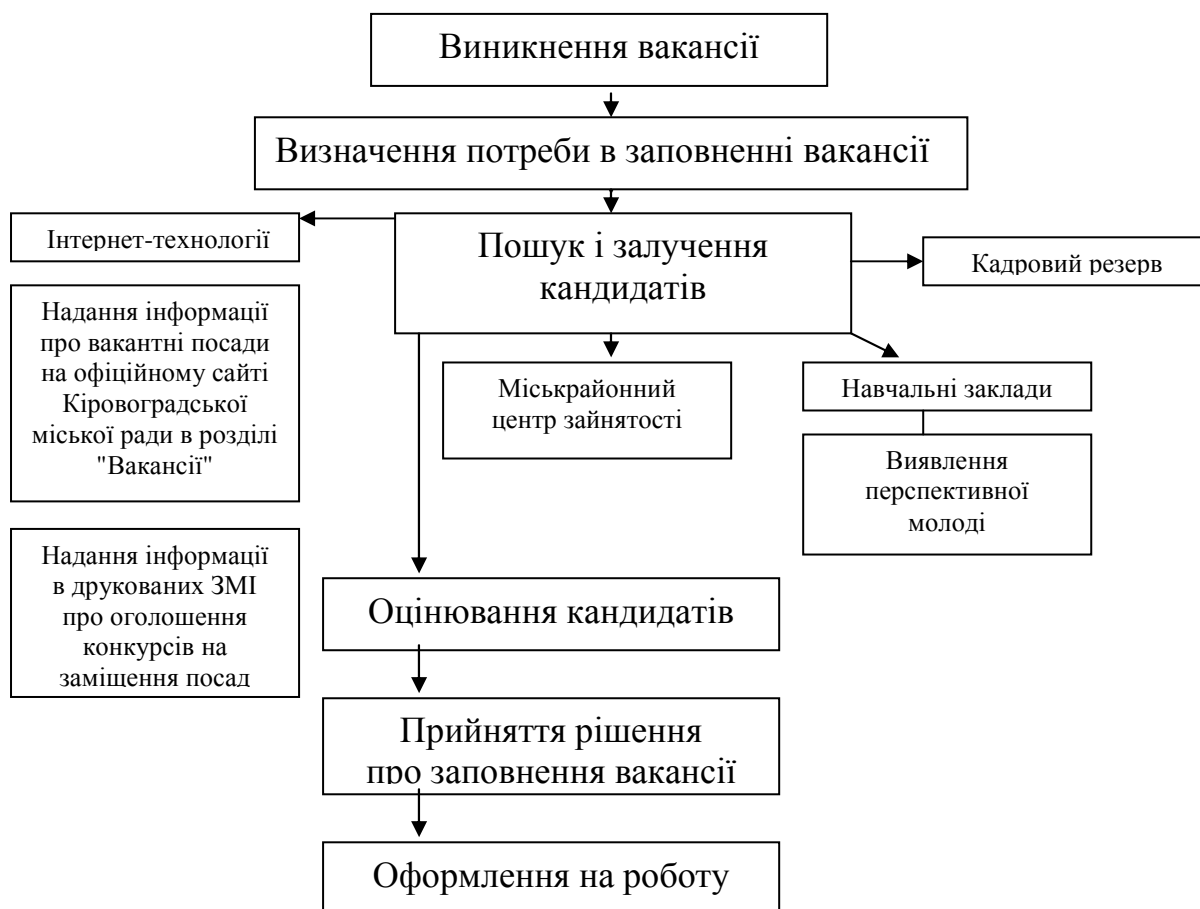 Виникнення вакансії
Визначення потреби в заповненні вакансії
Інтернет-технології
Пошук і залучення
кандидатів
Кадровий резерв
Надання інформації
про вакантні посади
на офіційному сайті
Кіровоградської
міської ради в розділі
"Вакансії"
Міськрайонний
центр зайнятості
Навчальні заклади
Виявлення
перспективної
молоді
Надання інформації
в друкованих ЗМІ
про оголошення
конкурсів на
заміщення посад
Оцінювання кандидатів
Прийняття рішення
про заповнення вакансії
Оформлення на роботу